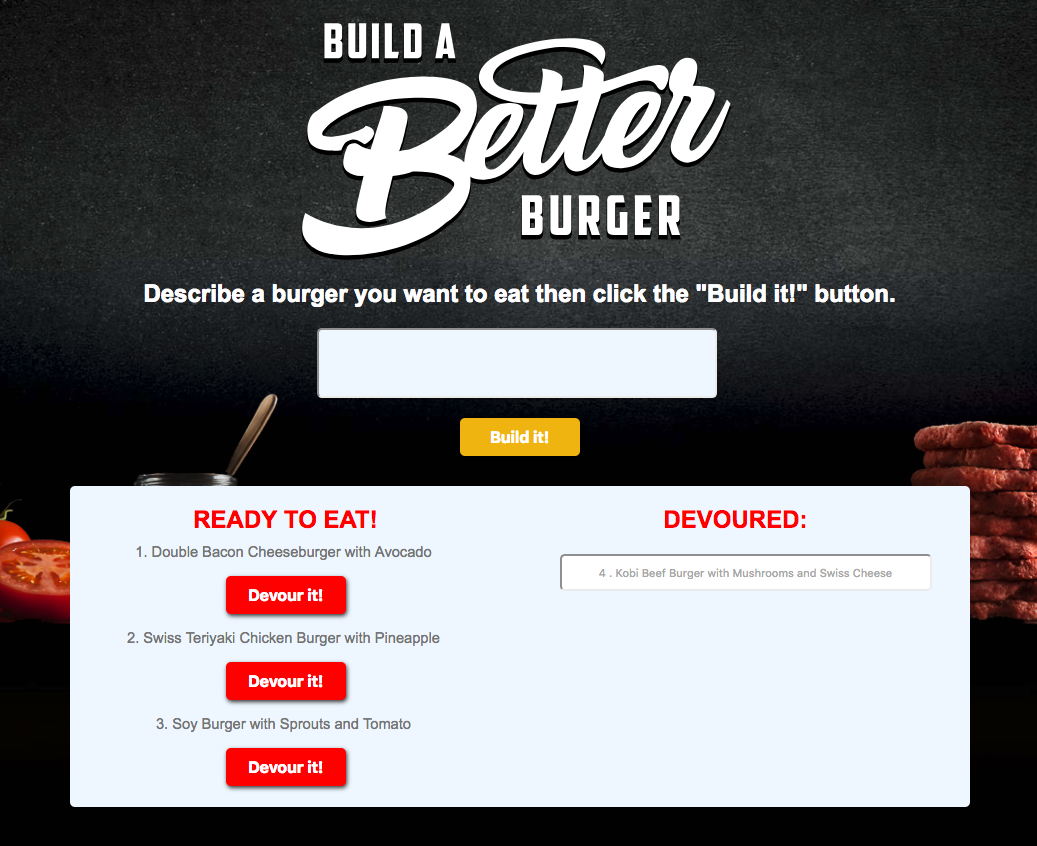 BUILD A
Better
BURGER
Describe a burger you want to eat then click the "Build it!" button.
Build it!
READY TO EAT!
1. Double Bacon Cheeseburger with Avocado
Devour it!
2. Swiss Teriyaki Chicken Burger with Pineapple
Devour it!
3. Soy Burger with Sprouts and Tomato
Devour it!
DEVOURED:
4 . Kobi Beef Burger with Mushrooms and Swiss Cheese